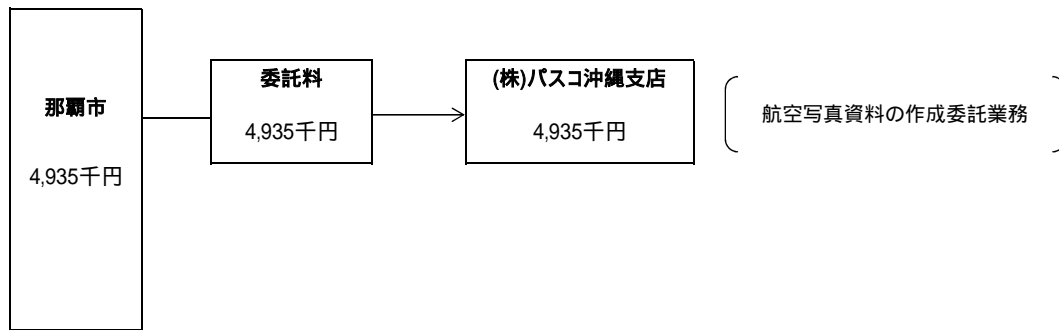 那覇市
4,935千円
委託料
4,935千円
(株)パスコ沖縄支店
4,935千円
航空写真資料の作成委託業務